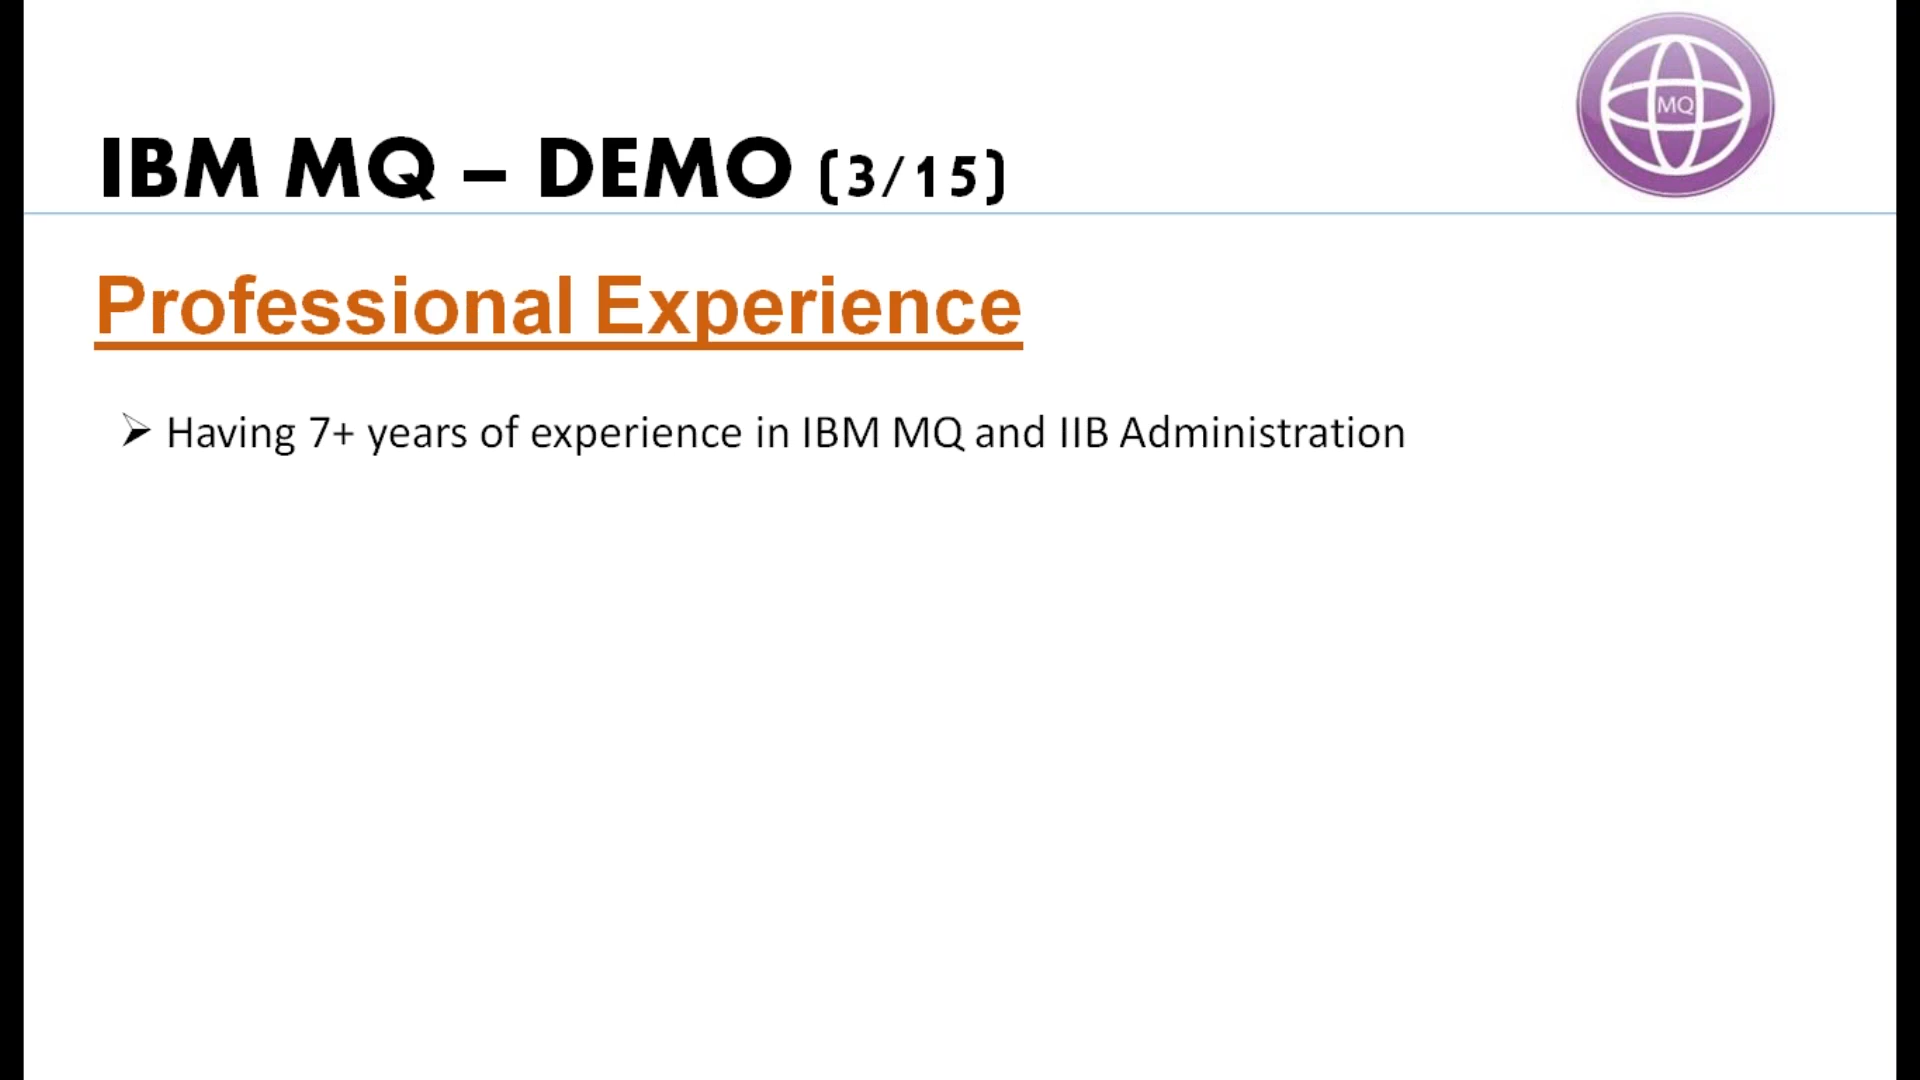 MQ
IBM MQ – DEMO (3/15)
Professional Experience
➢ Having 7+ years of experience in IBM MQ and IIB Administration